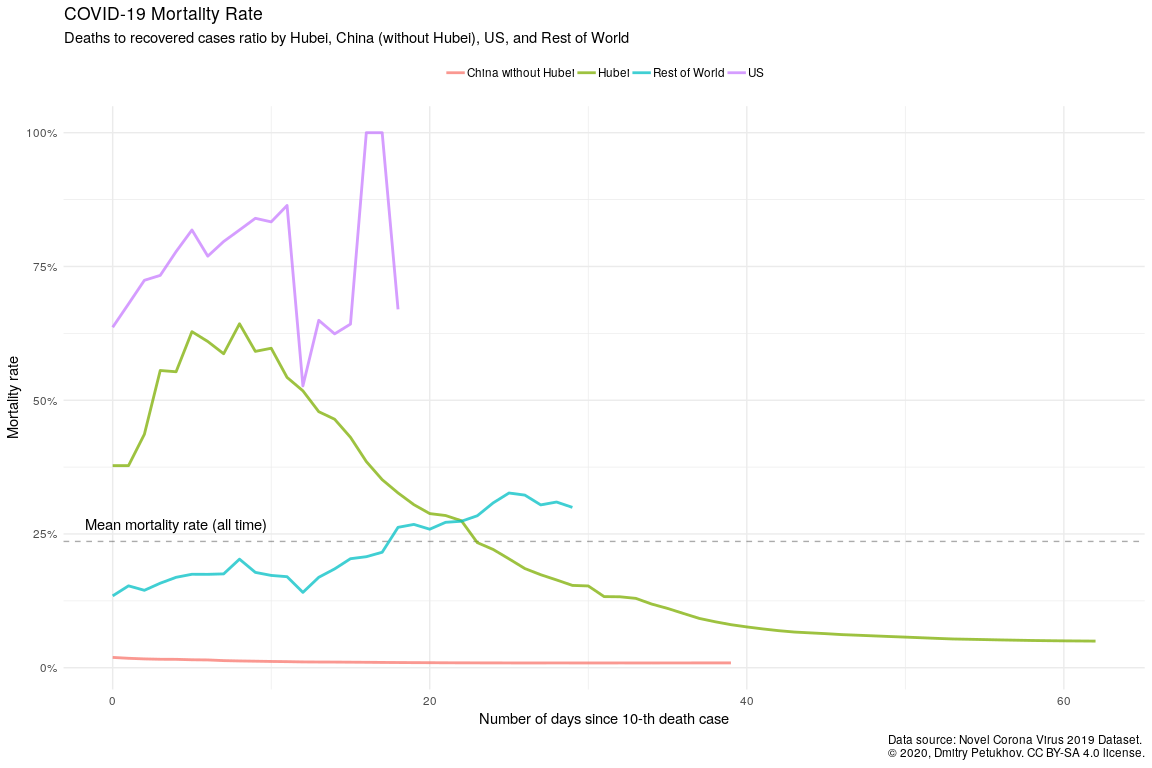 COVID-19 Mortality Rate
Deaths to recovered cases ratio by Hubei, China (without Hubei), US, and Rest of World
China without Hubei Hubei Rest of World US
Mortality rate
100%
75%
50%
25%
0%
Mean mortality rate (all time)
0 20 40 60
Number of days since 10-th death case
Data source: Novel Corona Virus 2019 Dataset.
© 2020, Dmitry Petukhov. CC BY-SA 4.0 license.